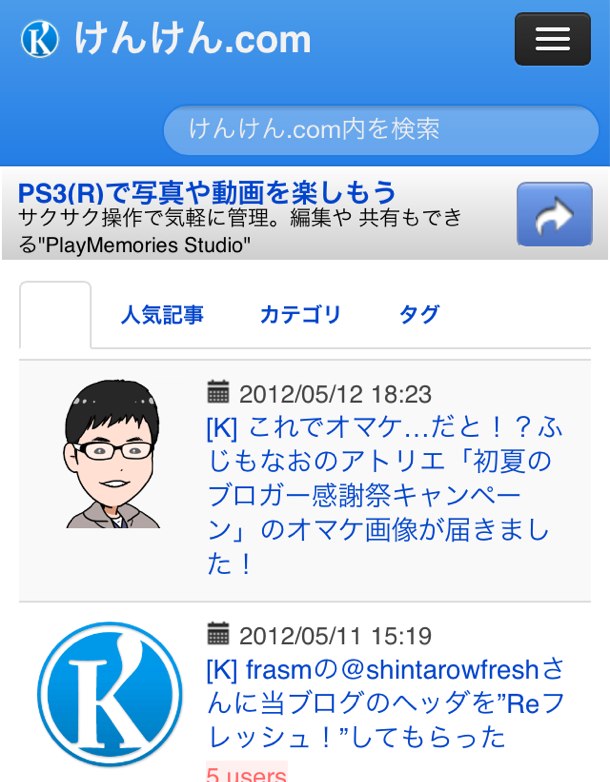 K けんけん.com
けんけん.com内を検索
PS3(R)で写真や動画を楽しもう
サクサク操作で気軽に管理。編集や 共有もでき
る"PlayMemories Studio"
人気記事 カテゴリ タグ
2012/05/12 18:23
[K] これでオマケ…だと！？ふ
じもなおのアトリエ「初夏の
ブロガー感謝祭キャンペー
ン」のオマケ画像が届きまし
た！
K
2012/05/11 15:19
[K] frasmの@shintarowfreshさ
んに当ブログのヘッダを”Reフ
レッシュ！”してもらった
5 users